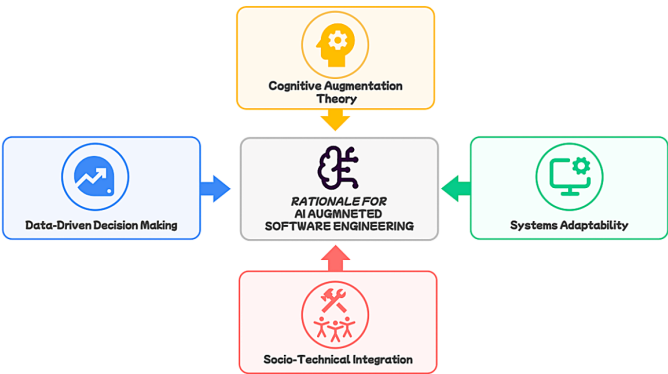 Cognitive Augmentation
Theory
Data-Driven Decision Making
RATIONALE FOR
AI AUGMNETED
SOFTWARE ENGINEERING
Systems Adaptability
Socio-Technical Integration